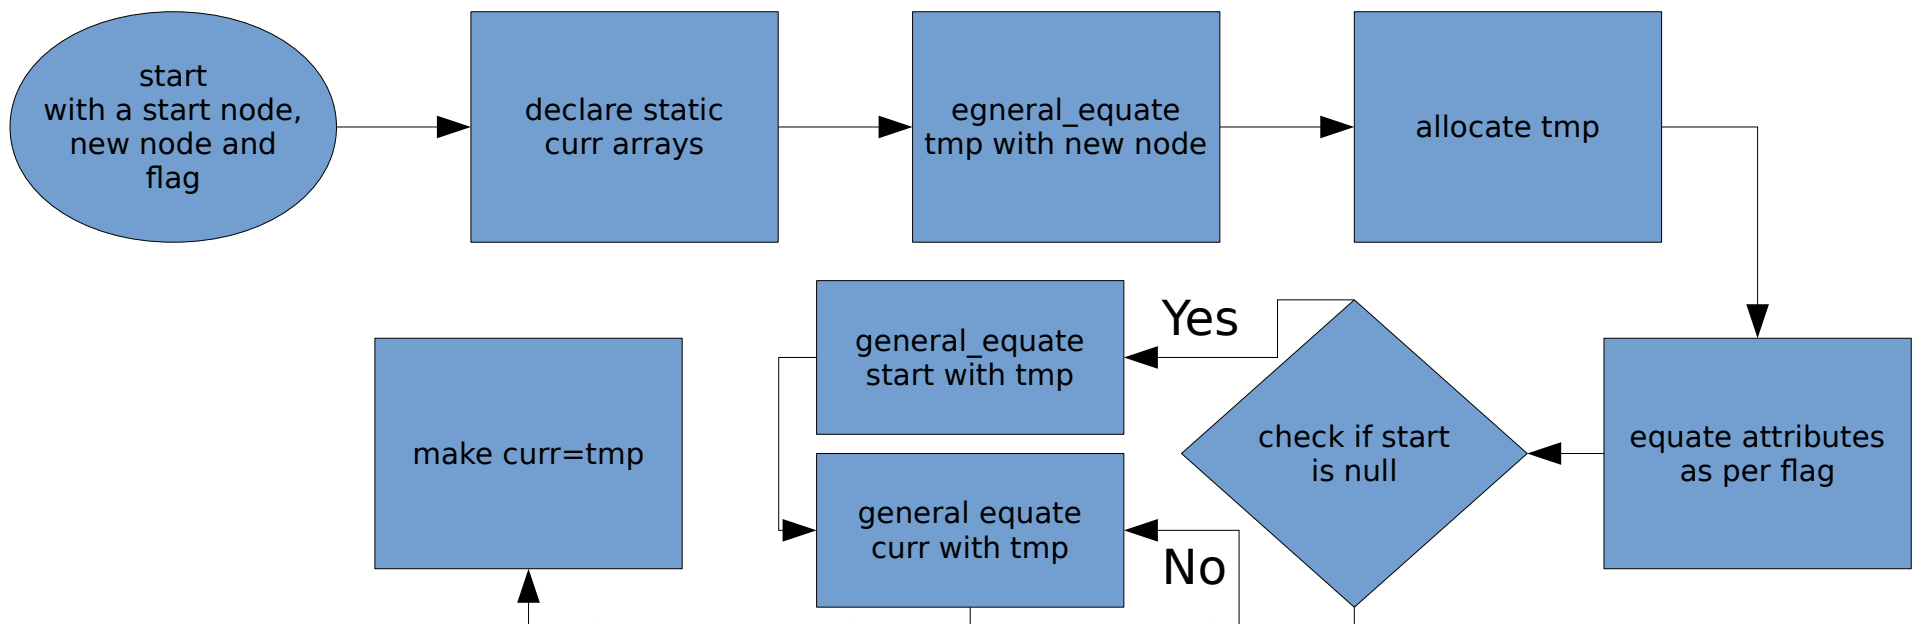 start
with a start node,
new node and
flag
declare static
curr arrays
egneral_equate
tmp with new node
allocate tmp
equate attributes
as per flag
check if start
is null
Yes
general_equate
start with tmp
No
general equate
curr with tmp
make curr=tmp